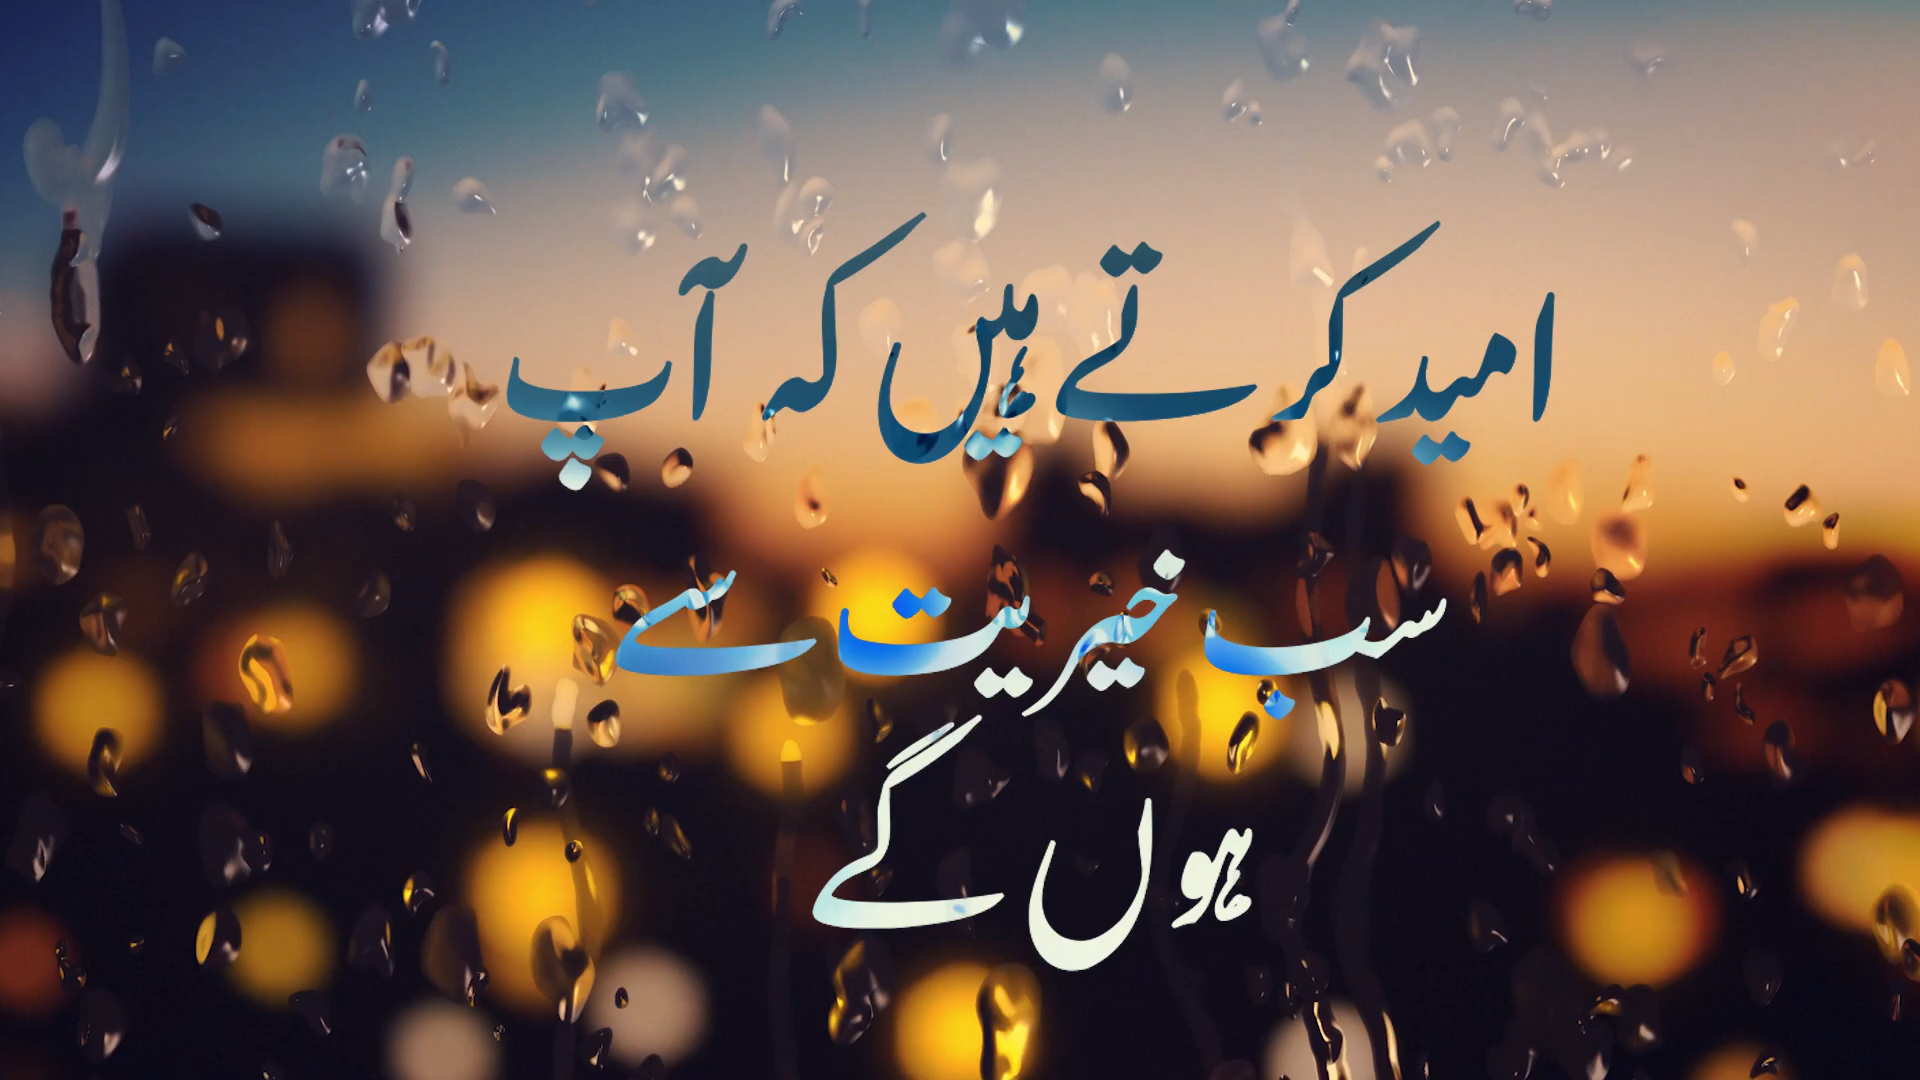 امید کرتے ہیں کہ آپ
سب خیریت سے
ہوں گے